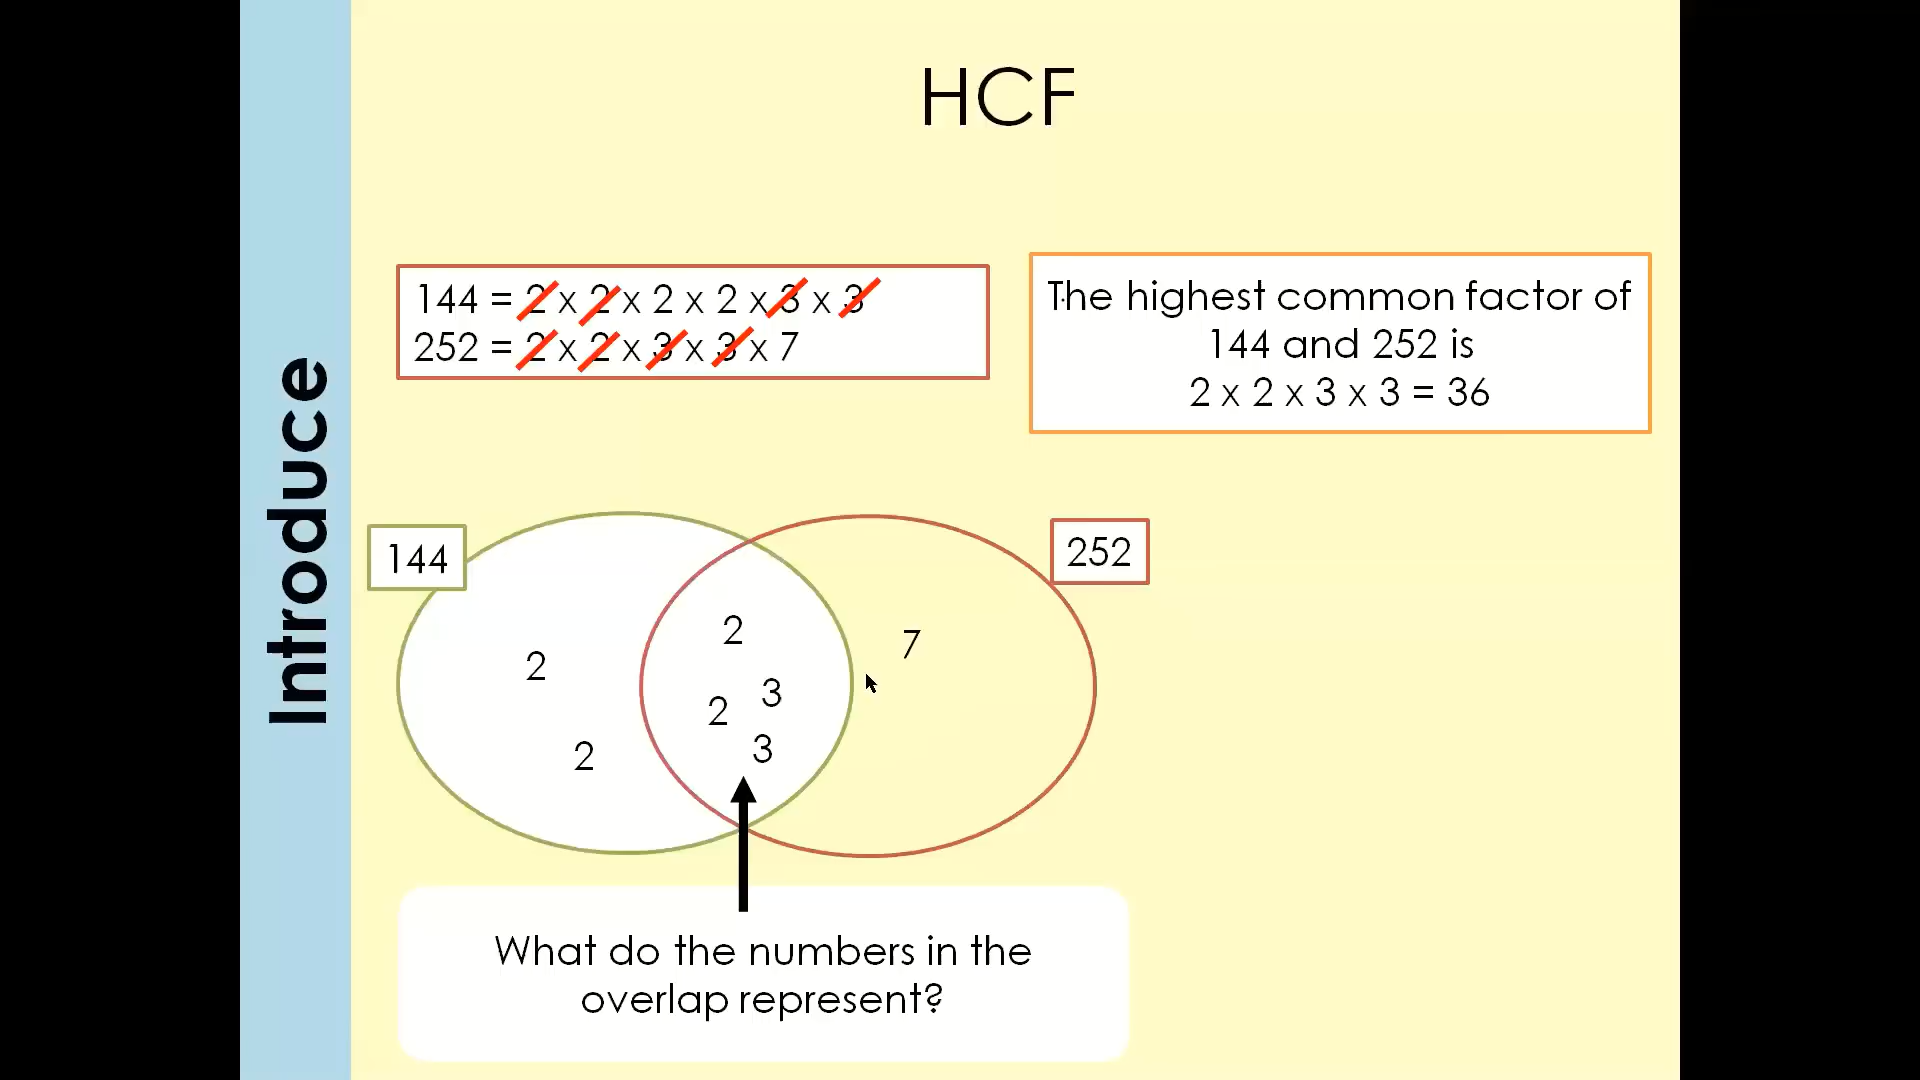 HCF
Introduce
144 = 2 x 2 x 2 x 2 x 3 x 3
252 = 2 x 2 x 3 x 3 x 7
The highest common factor of
144 and 252 is
2 x 2 x 3 x 3 = 36
144
252
2
2
2
2
3
3
7
What do the numbers in the
overlap represent?